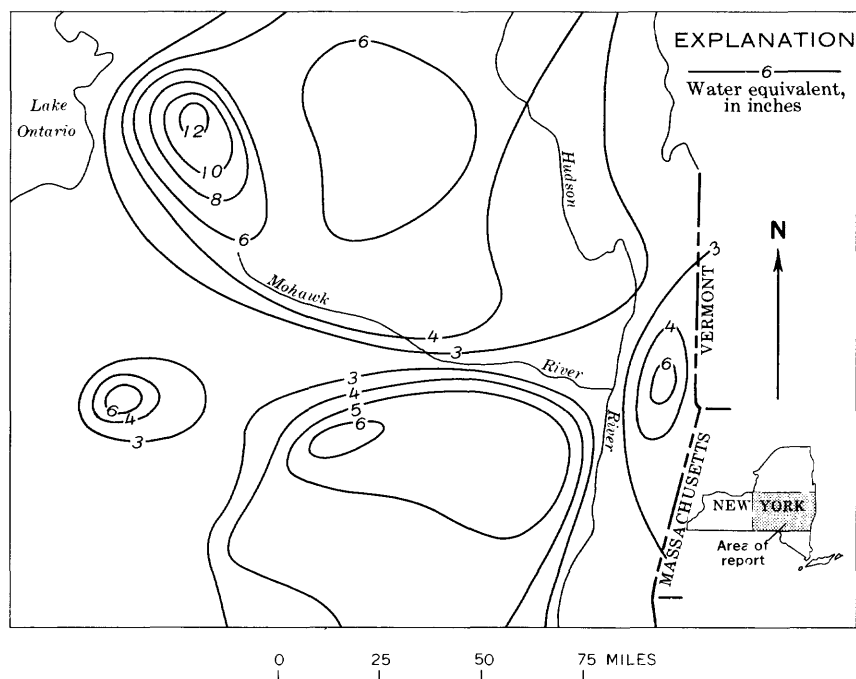 EXPLANATION
6
Water equivalent,
in inches
Lake
Ontario
6
12
10
8
6
Hudson
N
3
Mohawk
4
3
VERMONT
4
6
River
3
4
5
6
6
4
3
River
MASSACHUSETTS
NEW YORK
Area of
report
0 25 50 75 MILES